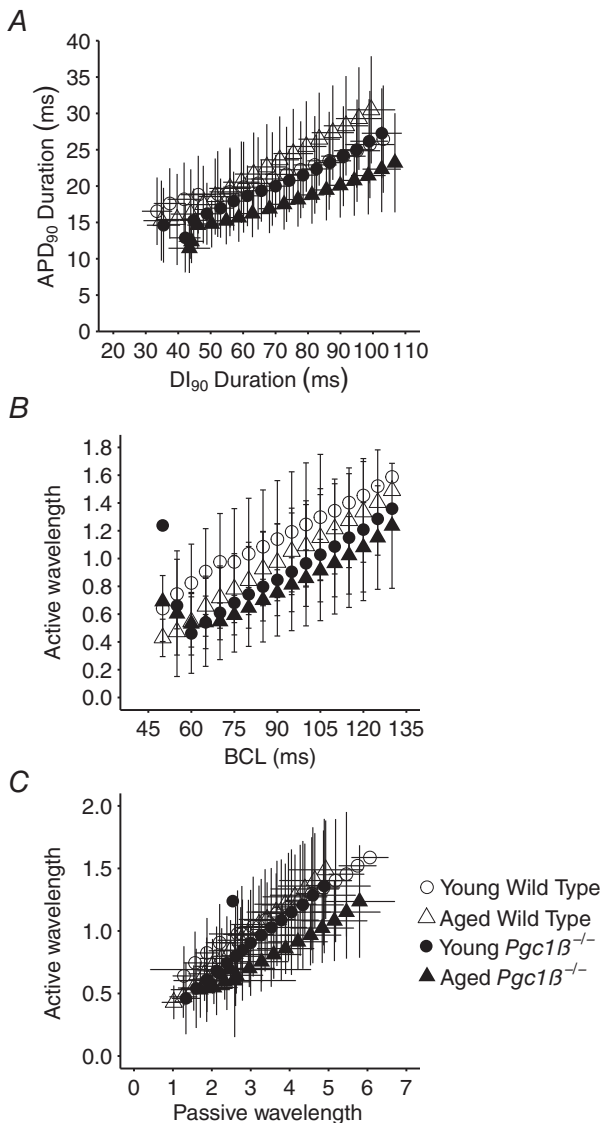 A
APD90 Duration (ms)
40
35
30
25
20
15
10
5
0
20 30 40 50 60 70 80 90 100 110
DI90 Duration (ms)
B
Active wavelength
1.8
1.6
1.4
1.2
1.0
0.8
0.6
0.4
0.2
0.0
45 60 75 90 105 120 135
BCL (ms)
C
Active wavelength
2.0
1.5
1.0
0.5
0.0
0 1 2 3 4 5 6 7
Passive wavelength
Young Wild Type
Aged Wild Type
Young Pgc1ß−/−
Aged Pgc1ß−/−